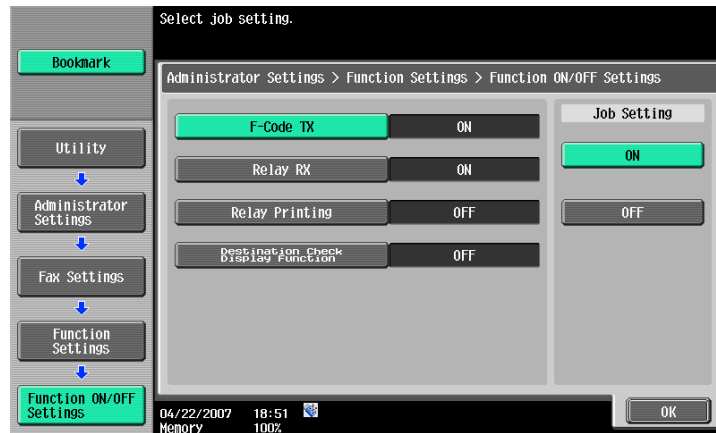 Select job setting.
Bookmark
Administrator Settings > Function Settings > Function ON/OFF Settings
Utility
Administrator
Settings
Fax Settings
Function
Settings
Function ON/OFF
Settings
F-Code TX ON
Relay RX ON
Relay Printing OFF
Destination Check
Display Function OFF
Job Setting
ON
OFF
04/22/2007 18:51
Memory 100%
OK